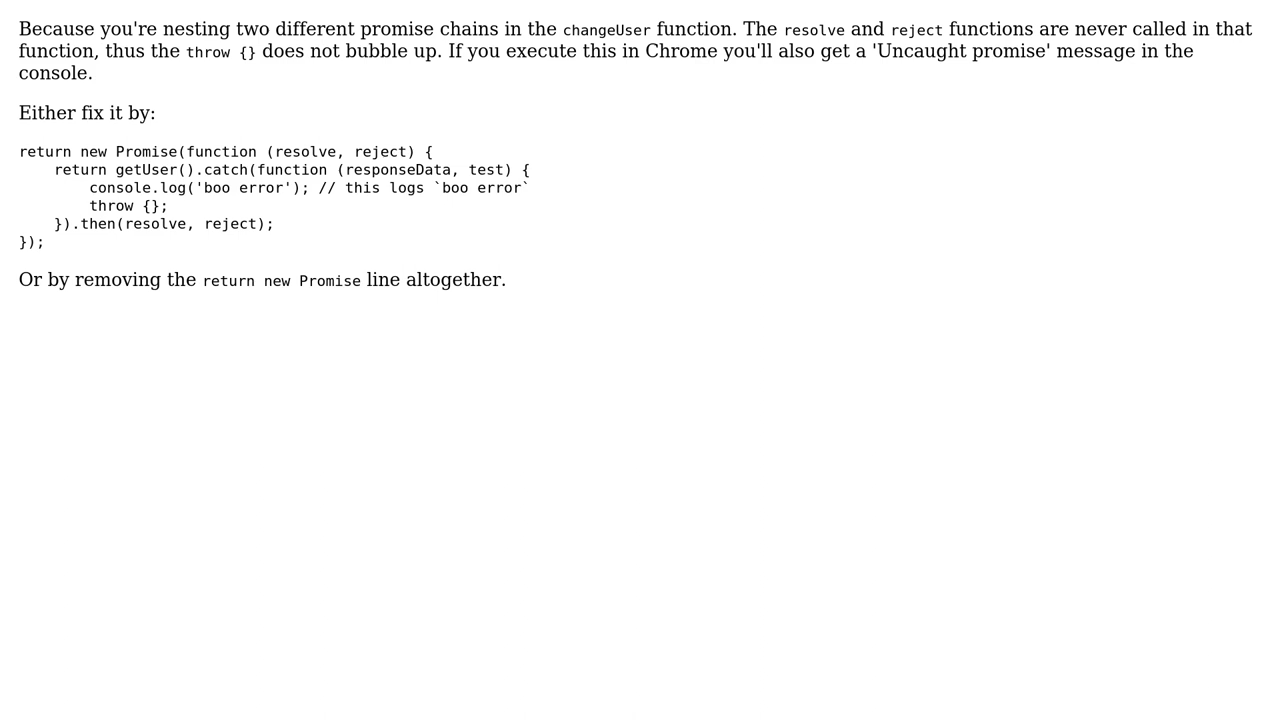 Because you're nesting two different promise chains in the changeUser function. The resolve and reject functions are never called in that
function, thus the throw {} does not bubble up. If you execute this in Chrome you'll also get a 'Uncaught promise' message in the
console.
Either fix it by:
return new Promise(function (resolve, reject) {
    return getUser().catch(function (responseData, test) {
        console.log('boo error'); // this logs `boo error`
        throw {};
    }).then(resolve, reject);
});
Or by removing the return new Promise line altogether.